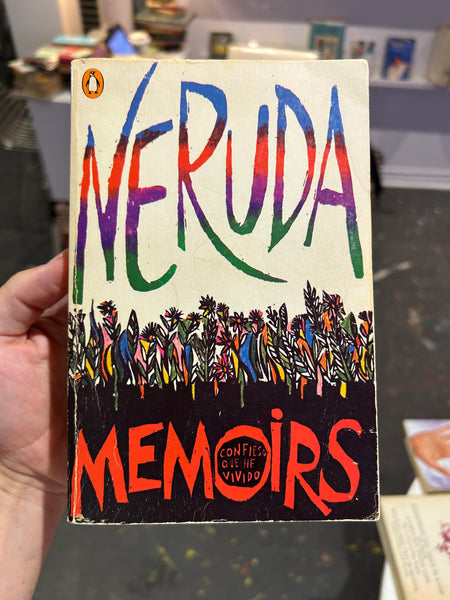 NERUDA
MEMOIRS
CONFIESO
QUE HE
VIVIDO